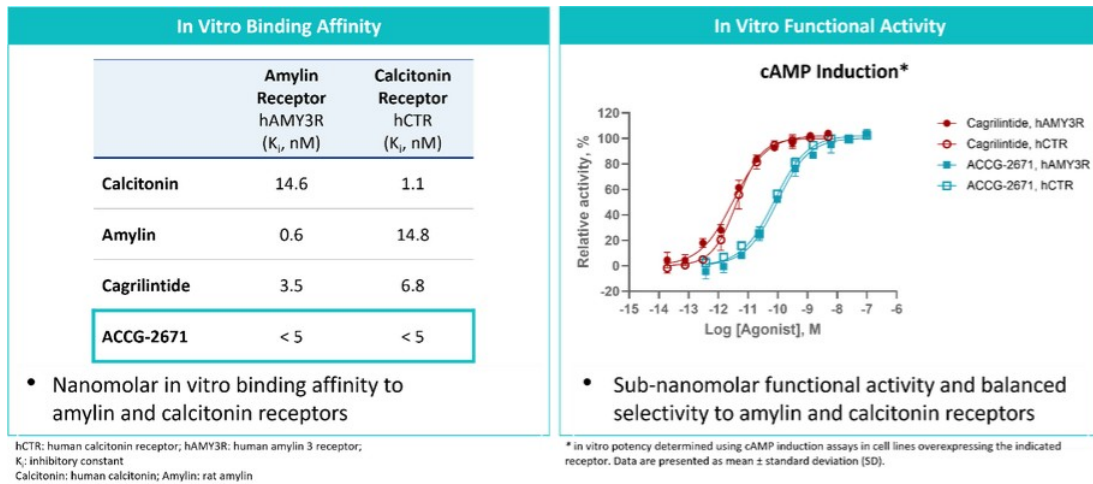 In Vitro Binding Affinity
Amylin
Receptor
hAMY3R
(Ki, nM)
Calcitonin
Receptor
hCTR
(Ki, nM)
Calcitonin 14.6 1.1
Amylin 0.6 14.8
Cagrilintide 3.5 6.8
ACCG-2671 < 5 < 5
• Nanomolar in vitro binding affinity to
amylin and calcitonin receptors
hCTR: human calcitonin receptor; hAMY3R: human amylin 3 receptor;
Ki: inhibitory constant
Calcitonin: human calcitonin; Amylin: rat amylin
In Vitro Functional Activity
cAMP Induction*
Relative activity, %
120
100
80
60
40
20
0
-20
-15 -14 -13 -12 -11 -10 -9 -8 -7 -6
Log [Agonist], M
Cagrilintide, hAMY3R
Cagrilintide, hCTR
ACCG-2671, hAMY3R
ACCG-2671, hCTR
• Sub-nanomolar functional activity and balanced
selectivity to amylin and calcitonin receptors
* in vitro potency determined using cAMP induction assays in cell lines overexpressing the indicated
receptor. Data are presented as mean ± standard deviation (SD).